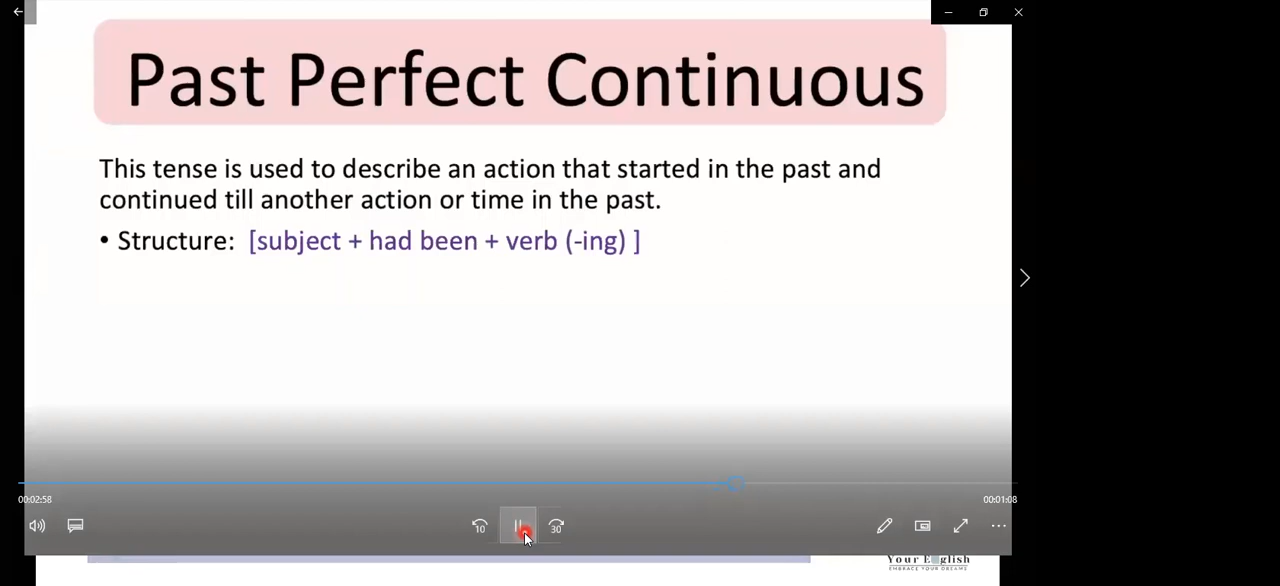 Past Perfect Continuous
This tense is used to describe an action that started in the past and
continued till another action or time in the past.
• Structure: [subject + had been + verb (-ing) ]
00:02:58
00:01:08
10
30
Your English
EMBRACE YOUR DREAMS